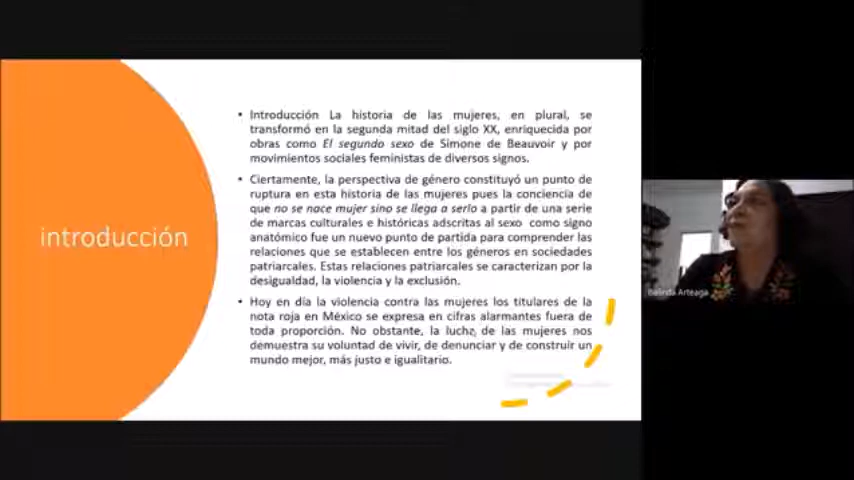 introducción
• Introducción La historia de las mujeres, en plural, se
transformó en la segunda mitad del siglo XX, enriquecida por
obras como El segundo sexo de Simone de Beauvoir y por
movimientos sociales feministas de diversos signos.
• Ciertamente, la perspectiva de género constituyó un punto de
ruptura en esta historia de las mujeres pues la conciencia de
que no se nace mujer sino se llega a serlo a partir de una serie
de marcas culturales e históricas adscritas al sexo como signo
anatómico fue un nuevo punto de partida para comprender las
relaciones que se establecen entre los géneros en sociedades
patriarcales. Estas relaciones patriarcales se caracterizan por la
desigualdad, la violencia y la exclusión.
• Hoy en día la violencia contra las mujeres los titulares de la
nota roja en México se expresa en cifras alarmantes fuera de
toda proporción. No obstante, la lucha de las mujeres nos
demuestra su voluntad de vivir, de denunciar y de construir un
mundo mejor, más justo e igualitario.
Belinda Arteaga